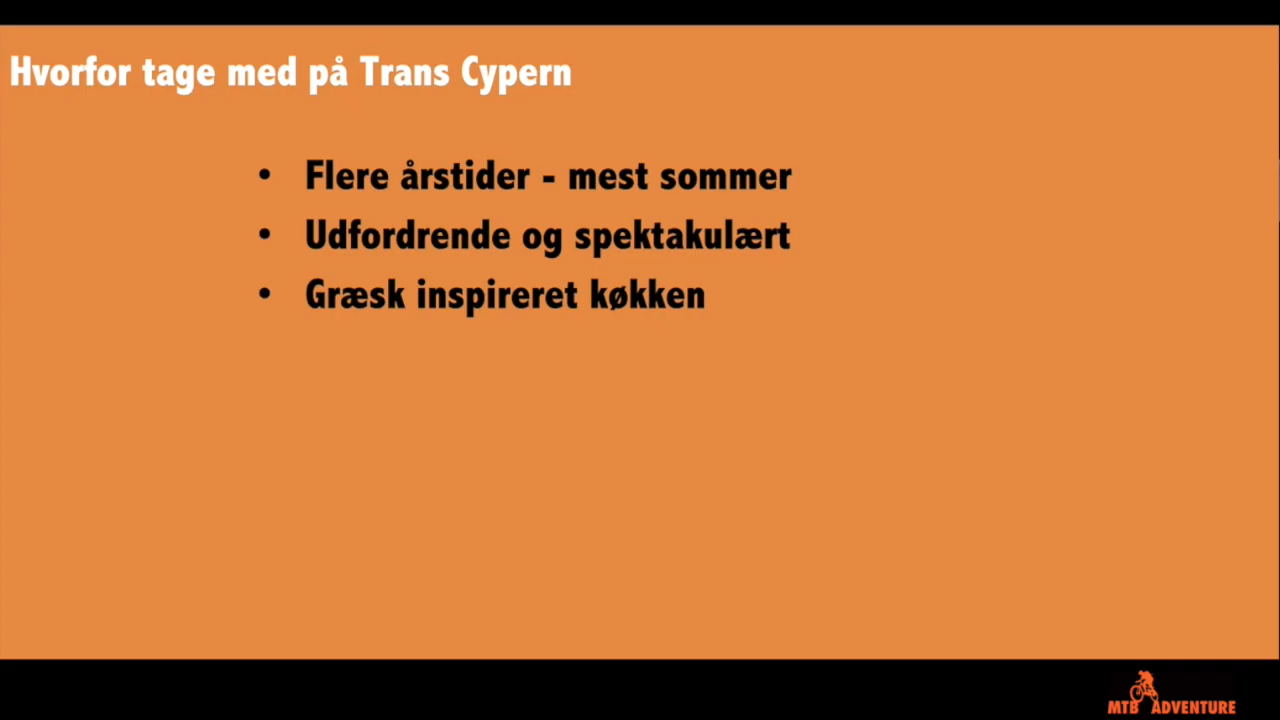 Hvorfor tage med på Trans Cypern
• Flere årstider - mest sommer
• Udfordrende og spektakulært
• Græsk inspireret køkken
MTB ADVENTURE